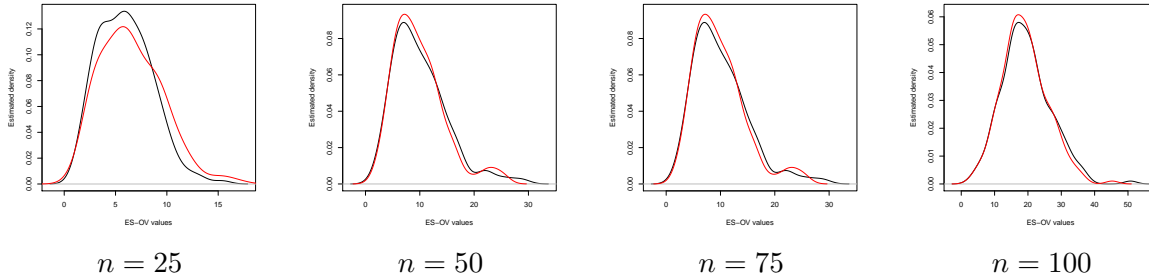 Estimated density
0.00 0.02 0.04 0.06 0.08 0.10 0.12
0 5 10 15
ES−OV values
n = 25
Estimated density
0.00 0.02 0.04 0.06 0.08
0 10 20 30
ES−OV values
n = 50
Estimated density
0.00 0.02 0.04 0.06 0.08
0 10 20 30
ES−OV values
n = 75
Estimated density
0.00 0.01 0.02 0.03 0.04 0.05 0.06
0 10 20 30 40 50
ES−OV values
n = 100